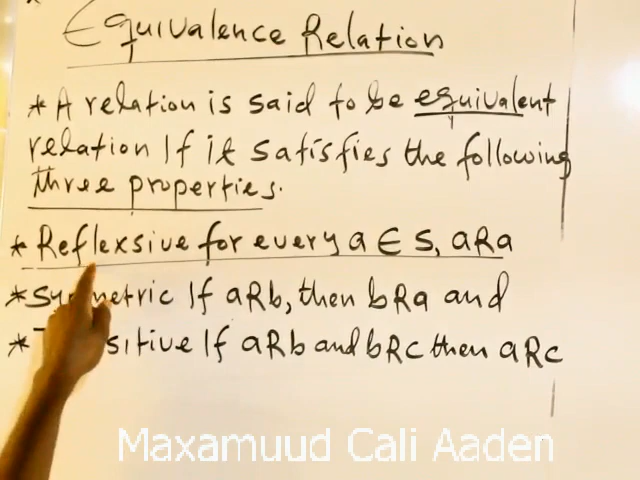 Equivalence Relation
* A relation is said to be equivalent
relation If it satisfies the following
three properties.
* Reflexsive for every a ∈ S, aRa
* Symmetric If aRb, then bRa and
* sitive If aRb and bRc then aRc
Maxamuud Cali Aaden